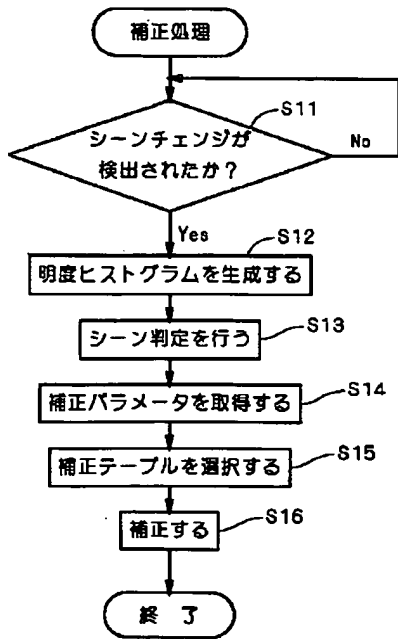 補正処理
シーンチェンジが
検出されたか？
S11
No
Yes
S12
明度ヒストグラムを生成する
S13
シーン判定を行う
S14
補正パラメータを取得する
S15
補正テーブルを選択する
S16
補正する
終 了